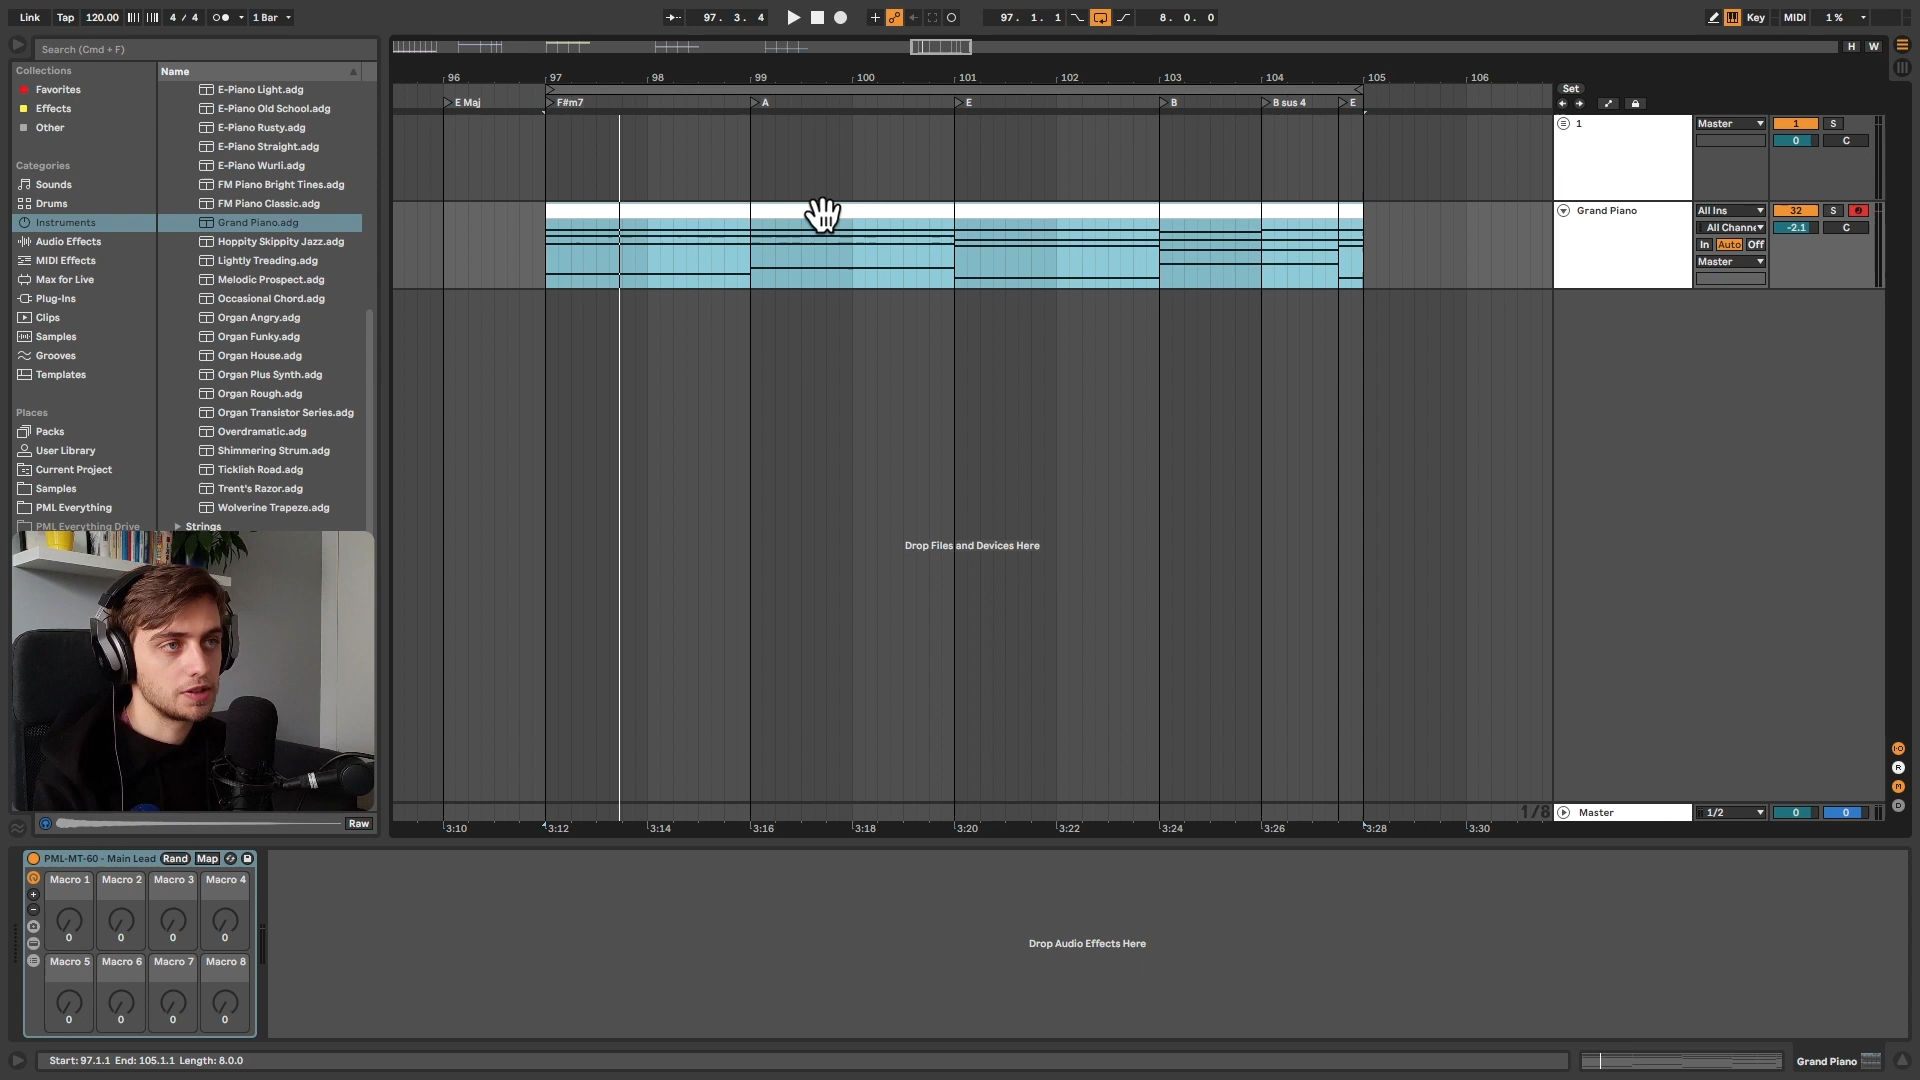 Link Tap 120.00 4 / 4 1 Bar
97. 3. 4
97. 1. 1 8. 0. 0
Key MIDI 1 %
Search (Cmd + F)
Collections
Favorites
Effects
Other
Categories
Sounds
Drums
Instruments
Audio Effects
MIDI Effects
Max for Live
Plug-Ins
Clips
Samples
Grooves
Templates
Places
Packs
User Library
Current Project
Samples
PML Everything
PML Everything Drive
Name
E-Piano Light.adg
E-Piano Old School.adg
E-Piano Rusty.adg
E-Piano Straight.adg
E-Piano Wurli.adg
FM Piano Bright Tines.adg
FM Piano Classic.adg
Grand Piano.adg
Hoppity Skippity Jazz.adg
Lightly Treading.adg
Melodic Prospect.adg
Occasional Chord.adg
Organ Angry.adg
Organ Funky.adg
Organ House.adg
Organ Plus Synth.adg
Organ Rough.adg
Organ Transistor Series.adg
Overdramatic.adg
Shimmering Strum.adg
Ticklish Road.adg
Trent's Razor.adg
Wolverine Trapeze.adg
Strings
Raw
H W
96 97 98 99 100 101 102 103 104 105 106
E Maj F#m7 A E B B sus 4 E
Set
1 Master 1 S
0 C
Grand Piano All Ins 32 S
All Channe -2.1 C
In Auto Off
Master
Drop Files and Devices Here
1/8
Master 1/2 0 0
3:10 3:12 3:14 3:16 3:18 3:20 3:22 3:24 3:26 3:28 3:30
I·O
R
M
D
PML-MT-60 - Main Lead Rand Map
Macro 1 Macro 2 Macro 3 Macro 4
0 0 0 0
Macro 5 Macro 6 Macro 7 Macro 8
0 0 0 0
Drop Audio Effects Here
Start: 97.1.1 End: 105.1.1 Length: 8.0.0
Grand Piano